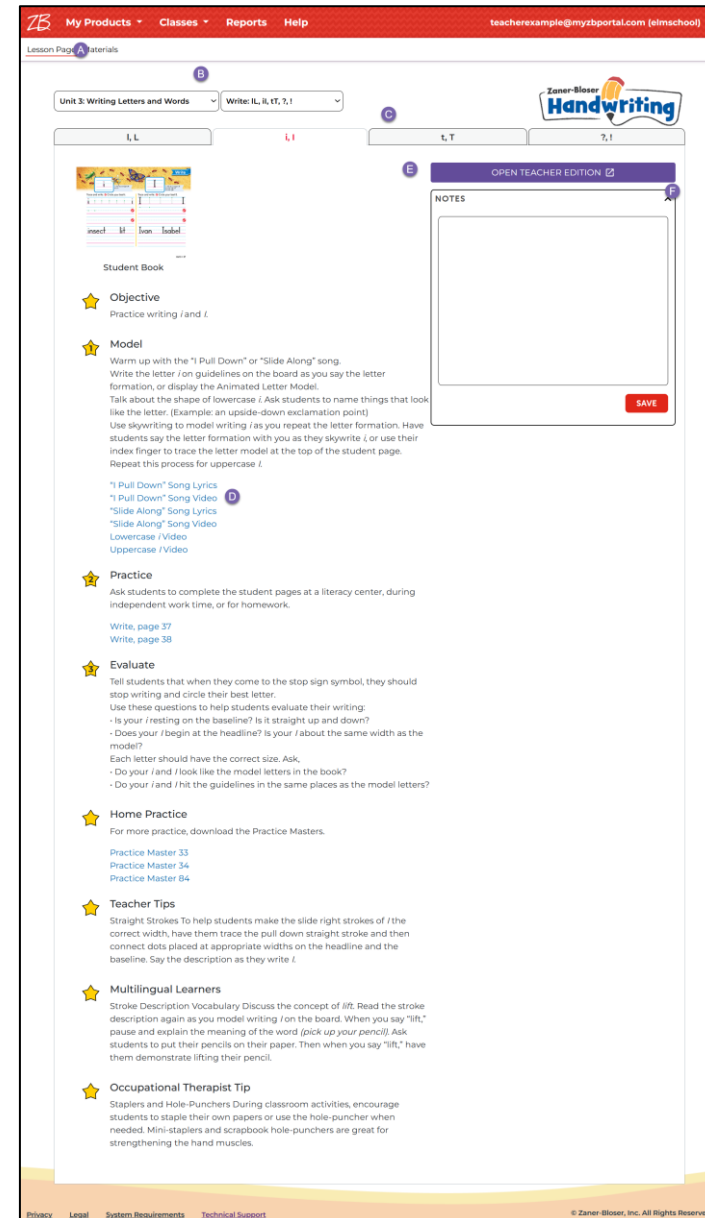 ZB My Products Classes Reports Help teacherexample@myzbportal.com (elmschool)
Lesson Page A Materials
B
Unit 3: Writing Letters and Words Write: lL, iI, tT, ?, !
Zaner-Bloser
Handwriting
C
l, L i, I t, T ?, !
E OPEN TEACHER EDITION
NOTES F
Write
insect lit Ivan Isabel
Student Book
Objective
Practice writing i and I.
1 Model
Warm up with the "I Pull Down" or "Slide Along" song.
Write the letter i on guidelines on the board as you say the letter
formation, or display the Animated Letter Model.
Talk about the shape of lowercase i. Ask students to name things that look
like the letter. (Example: an upside-down exclamation point)
Use skywriting to model writing i as you repeat the letter formation. Have
students say the letter formation with you as they skywrite i, or use their
index finger to trace the letter model at the top of the student page.
Repeat this process for uppercase I.
SAVE
"I Pull Down" Song Lyrics
"I Pull Down" Song Video D
"Slide Along" Song Lyrics
"Slide Along" Song Video
Lowercase i Video
Uppercase I Video
2 Practice
Ask students to complete the student pages at a literacy center, during
independent work time, or for homework.
Write, page 37
Write, page 38
3 Evaluate
Tell students that when they come to the stop sign symbol, they should
stop writing and circle their best letter.
Use these questions to help students evaluate their writing:
- Is your i resting on the baseline? Is it straight up and down?
- Does your I begin at the headline? Is your I about the same width as the
model?
Each letter should have the correct size. Ask,
- Do your i and I look like the model letters in the book?
- Do your i and I hit the guidelines in the same places as the model letters?
Home Practice
For more practice, download the Practice Masters.
Practice Master 33
Practice Master 34
Practice Master 84
Teacher Tips
Straight Strokes To help students make the slide right strokes of I the
correct width, have them trace the pull down straight stroke and then
connect dots placed at appropriate widths on the headline and the
baseline. Say the description as they write I.
Multilingual Learners
Stroke Description Vocabulary Discuss the concept of lift. Read the stroke
description again as you model writing I on the board. When you say "lift,"
pause and explain the meaning of the word (pick up your pencil). Ask
students to put their pencils on their paper. Then when you say "lift," have
them demonstrate lifting their pencil.
Occupational Therapist Tip
Staplers and Hole-Punchers During classroom activities, encourage
students to staple their own papers or use the hole-puncher when
needed. Mini-staplers and scrapbook hole-punchers are great for
strengthening the hand muscles.
Privacy Legal System Requirements Technical Support © Zaner-Bloser, Inc. All Rights Reserve